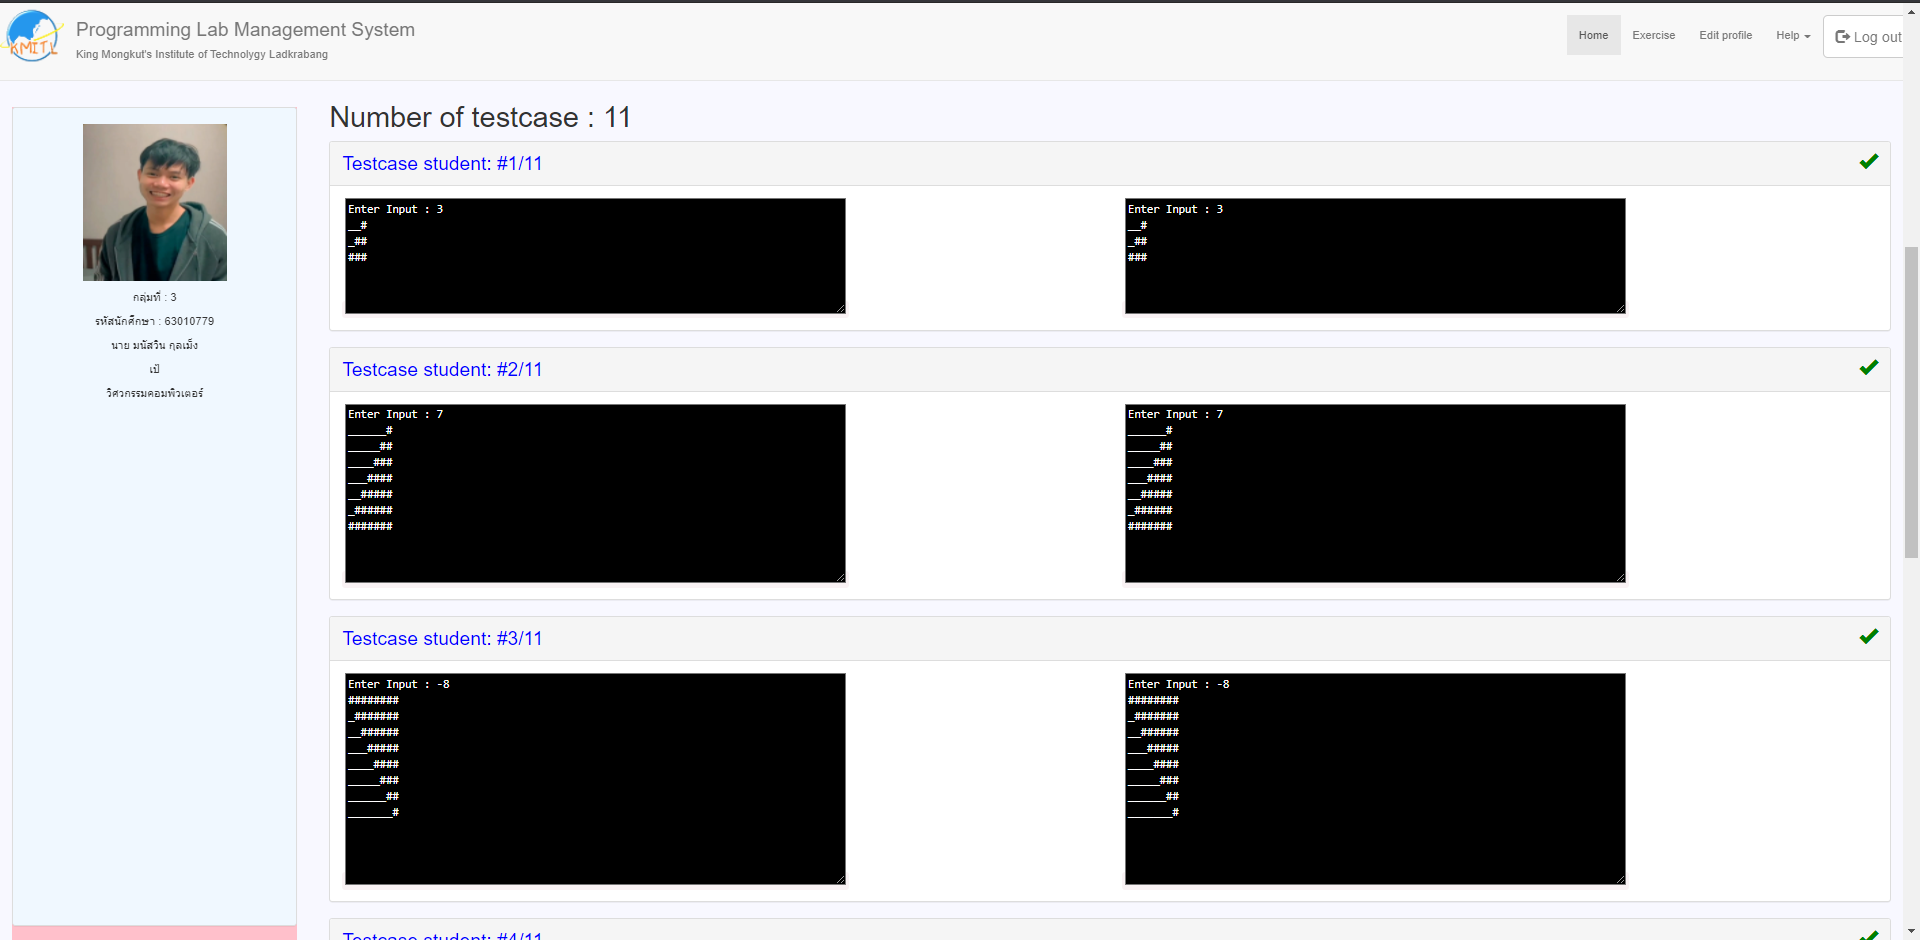 Programming Lab Management System
King Mongkut's Institute of Technolygy Ladkrabang
KMITL
Home
Exercise
Edit profile
Help
Log out
กลุ่มที่ : 3
รหัสนักศึกษา : 63010779
นาย มนัสวิน กุลเม็ง
เป้
วิศวกรรมคอมพิวเตอร์
Number of testcase : 11
Testcase student: #1/11
Enter Input : 3
__#
_##
###
Enter Input : 3
__#
_##
###
Testcase student: #2/11
Enter Input : 7
______#
_____##
____###
___####
__#####
_######
#######
Enter Input : 7
______#
_____##
____###
___####
__#####
_######
#######
Testcase student: #3/11
Enter Input : -8
########
_#######
__######
___#####
____####
_____###
______##
_______#
Enter Input : -8
########
_#######
__######
___#####
____####
_____###
______##
_______#
Testcase student: #4/11